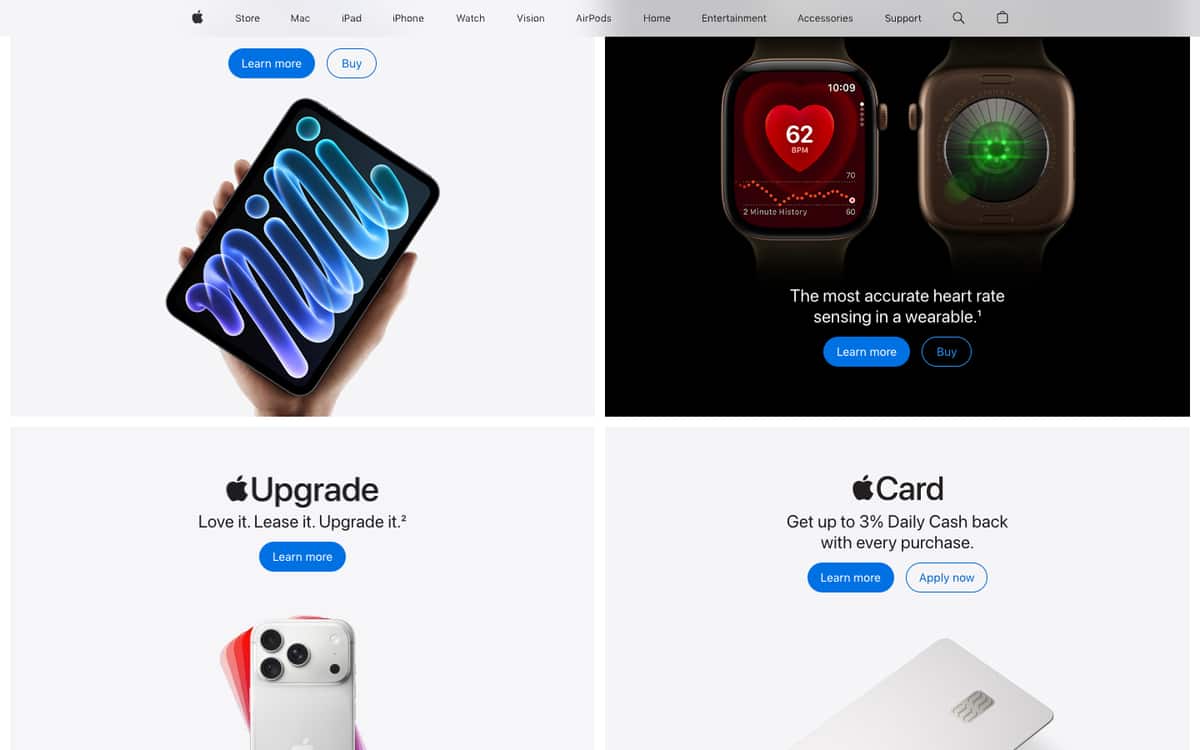 Store Mac iPad iPhone Watch Vision AirPods Home Entertainment Accessories Support
Learn more Buy
10:09
62
BPM
70
2 Minute History 60
The most accurate heart rate
sensing in a wearable.¹
Learn more Buy
Upgrade
Love it. Lease it. Upgrade it.²
Learn more
Card
Get up to 3% Daily Cash back
with every purchase.
Learn more Apply now